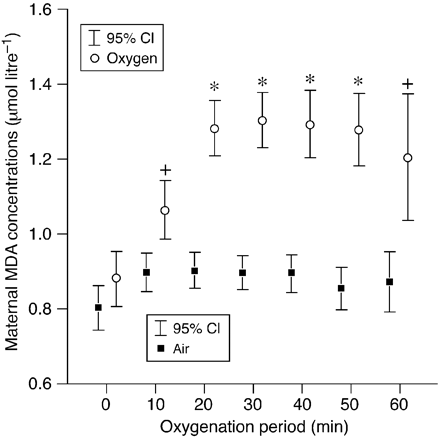 Maternal MDA concentrations (µmol litre−1)
1.6
1.4
1.2
1.0
0.8
0.6
95% CI
Oxygen
+
*
*
*
*
+
95% CI
Air
0 10 20 30 40 50 60
Oxygenation period (min)